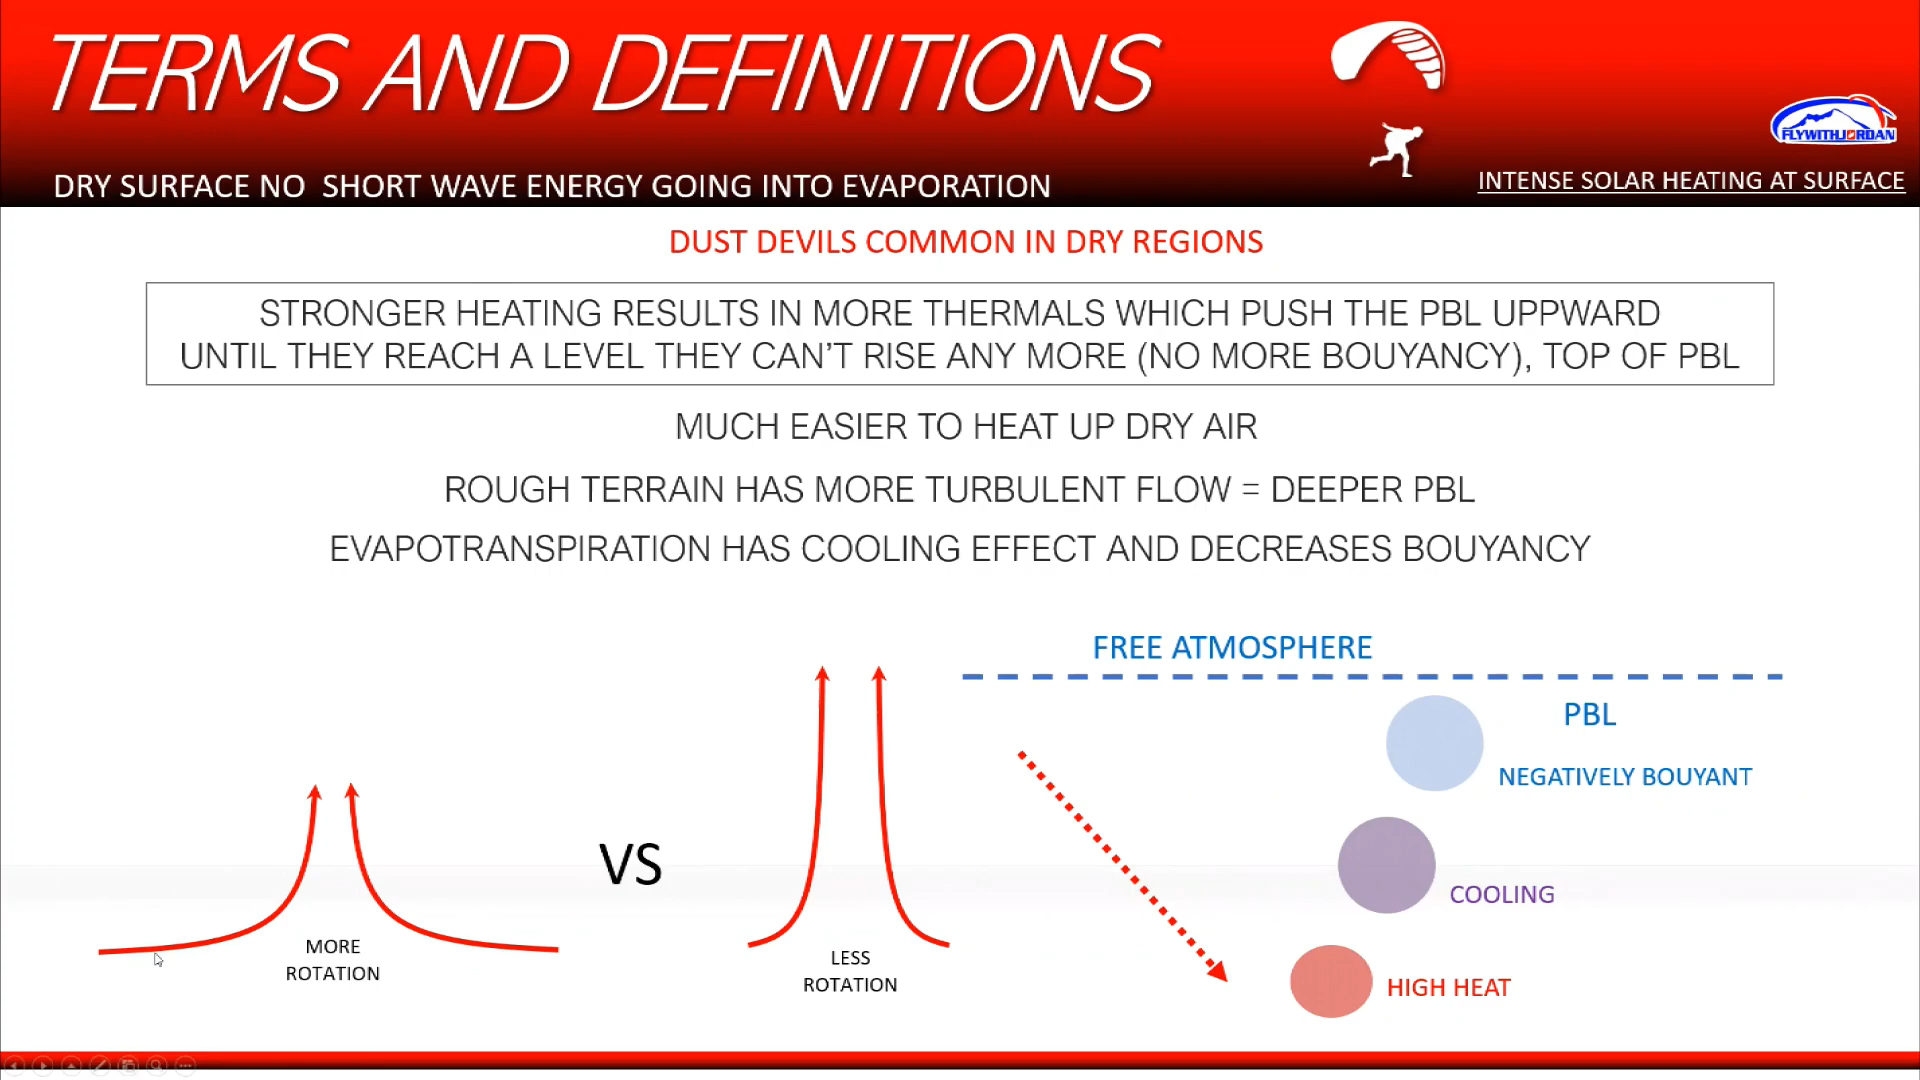 TERMS AND DEFINITIONS
FLYWITHJORDAN
DRY SURFACE NO  SHORT WAVE ENERGY GOING INTO EVAPORATION
INTENSE SOLAR HEATING AT SURFACE
DUST DEVILS COMMON IN DRY REGIONS
STRONGER HEATING RESULTS IN MORE THERMALS WHICH PUSH THE PBL UPPWARD
UNTIL THEY REACH A LEVEL THEY CAN'T RISE ANY MORE (NO MORE BOUYANCY), TOP OF PBL
MUCH EASIER TO HEAT UP DRY AIR
ROUGH TERRAIN HAS MORE TURBULENT FLOW = DEEPER PBL
EVAPOTRANSPIRATION HAS COOLING EFFECT AND DECREASES BOUYANCY
FREE ATMOSPHERE
PBL
NEGATIVELY BOUYANT
VS
COOLING
MORE
ROTATION
LESS
ROTATION
HIGH HEAT